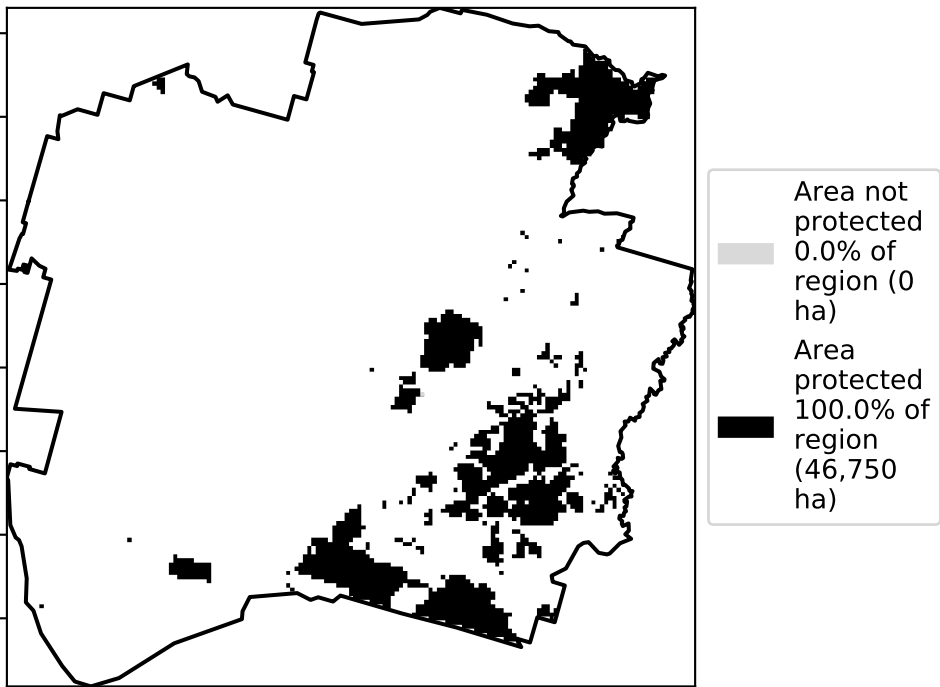 Area not
protected
0.0% of
region (0
ha)
Area
protected
100.0% of
region
(46,750
ha)